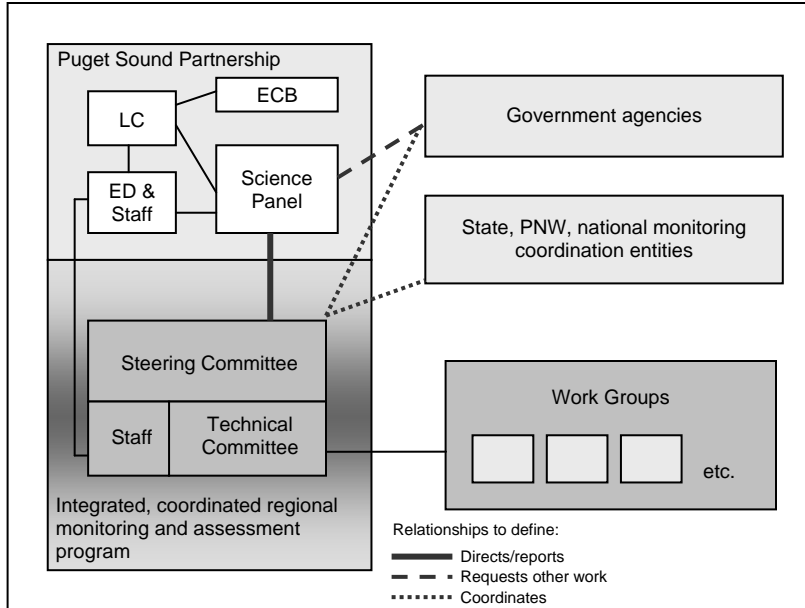 Puget Sound Partnership
ECB
LC
ED &
Staff
Science
Panel
Government agencies
State, PNW, national monitoring
coordination entities
Steering Committee
Staff
Technical
Committee
Work Groups
etc.
Integrated, coordinated regional
monitoring and assessment
program
Relationships to define:
Directs/reports
Requests other work
Coordinates